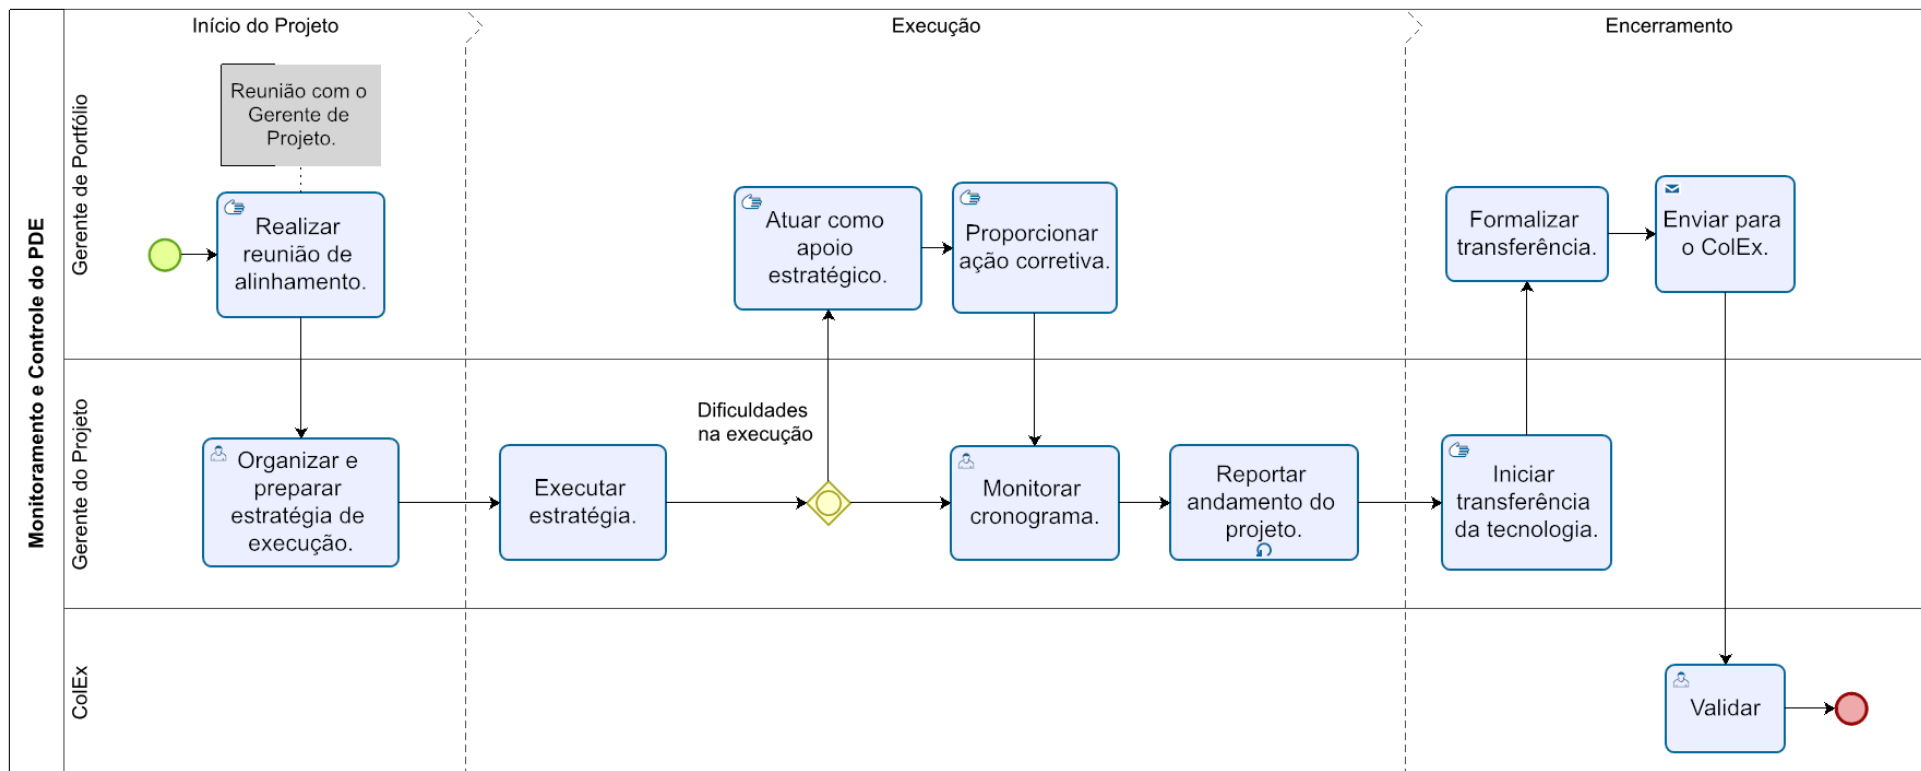 Monitoramento e Controle do PDE
Início do Projeto
Execução
Encerramento
Gerente de Portfólio
Reunião com o
Gerente de
Projeto.
Realizar
reunião de
alinhamento.
Atuar como
apoio
estratégico.
Proporcionar
ação corretiva.
Formalizar
transferência.
Enviar para
o ColEx.
Gerente do Projeto
Organizar e
preparar
estratégia de
execução.
Executar
estratégia.
Dificuldades
na execução
Monitorar
cronograma.
Reportar
andamento do
projeto.
Iniciar
transferência
da tecnologia.
ColEx
Validar